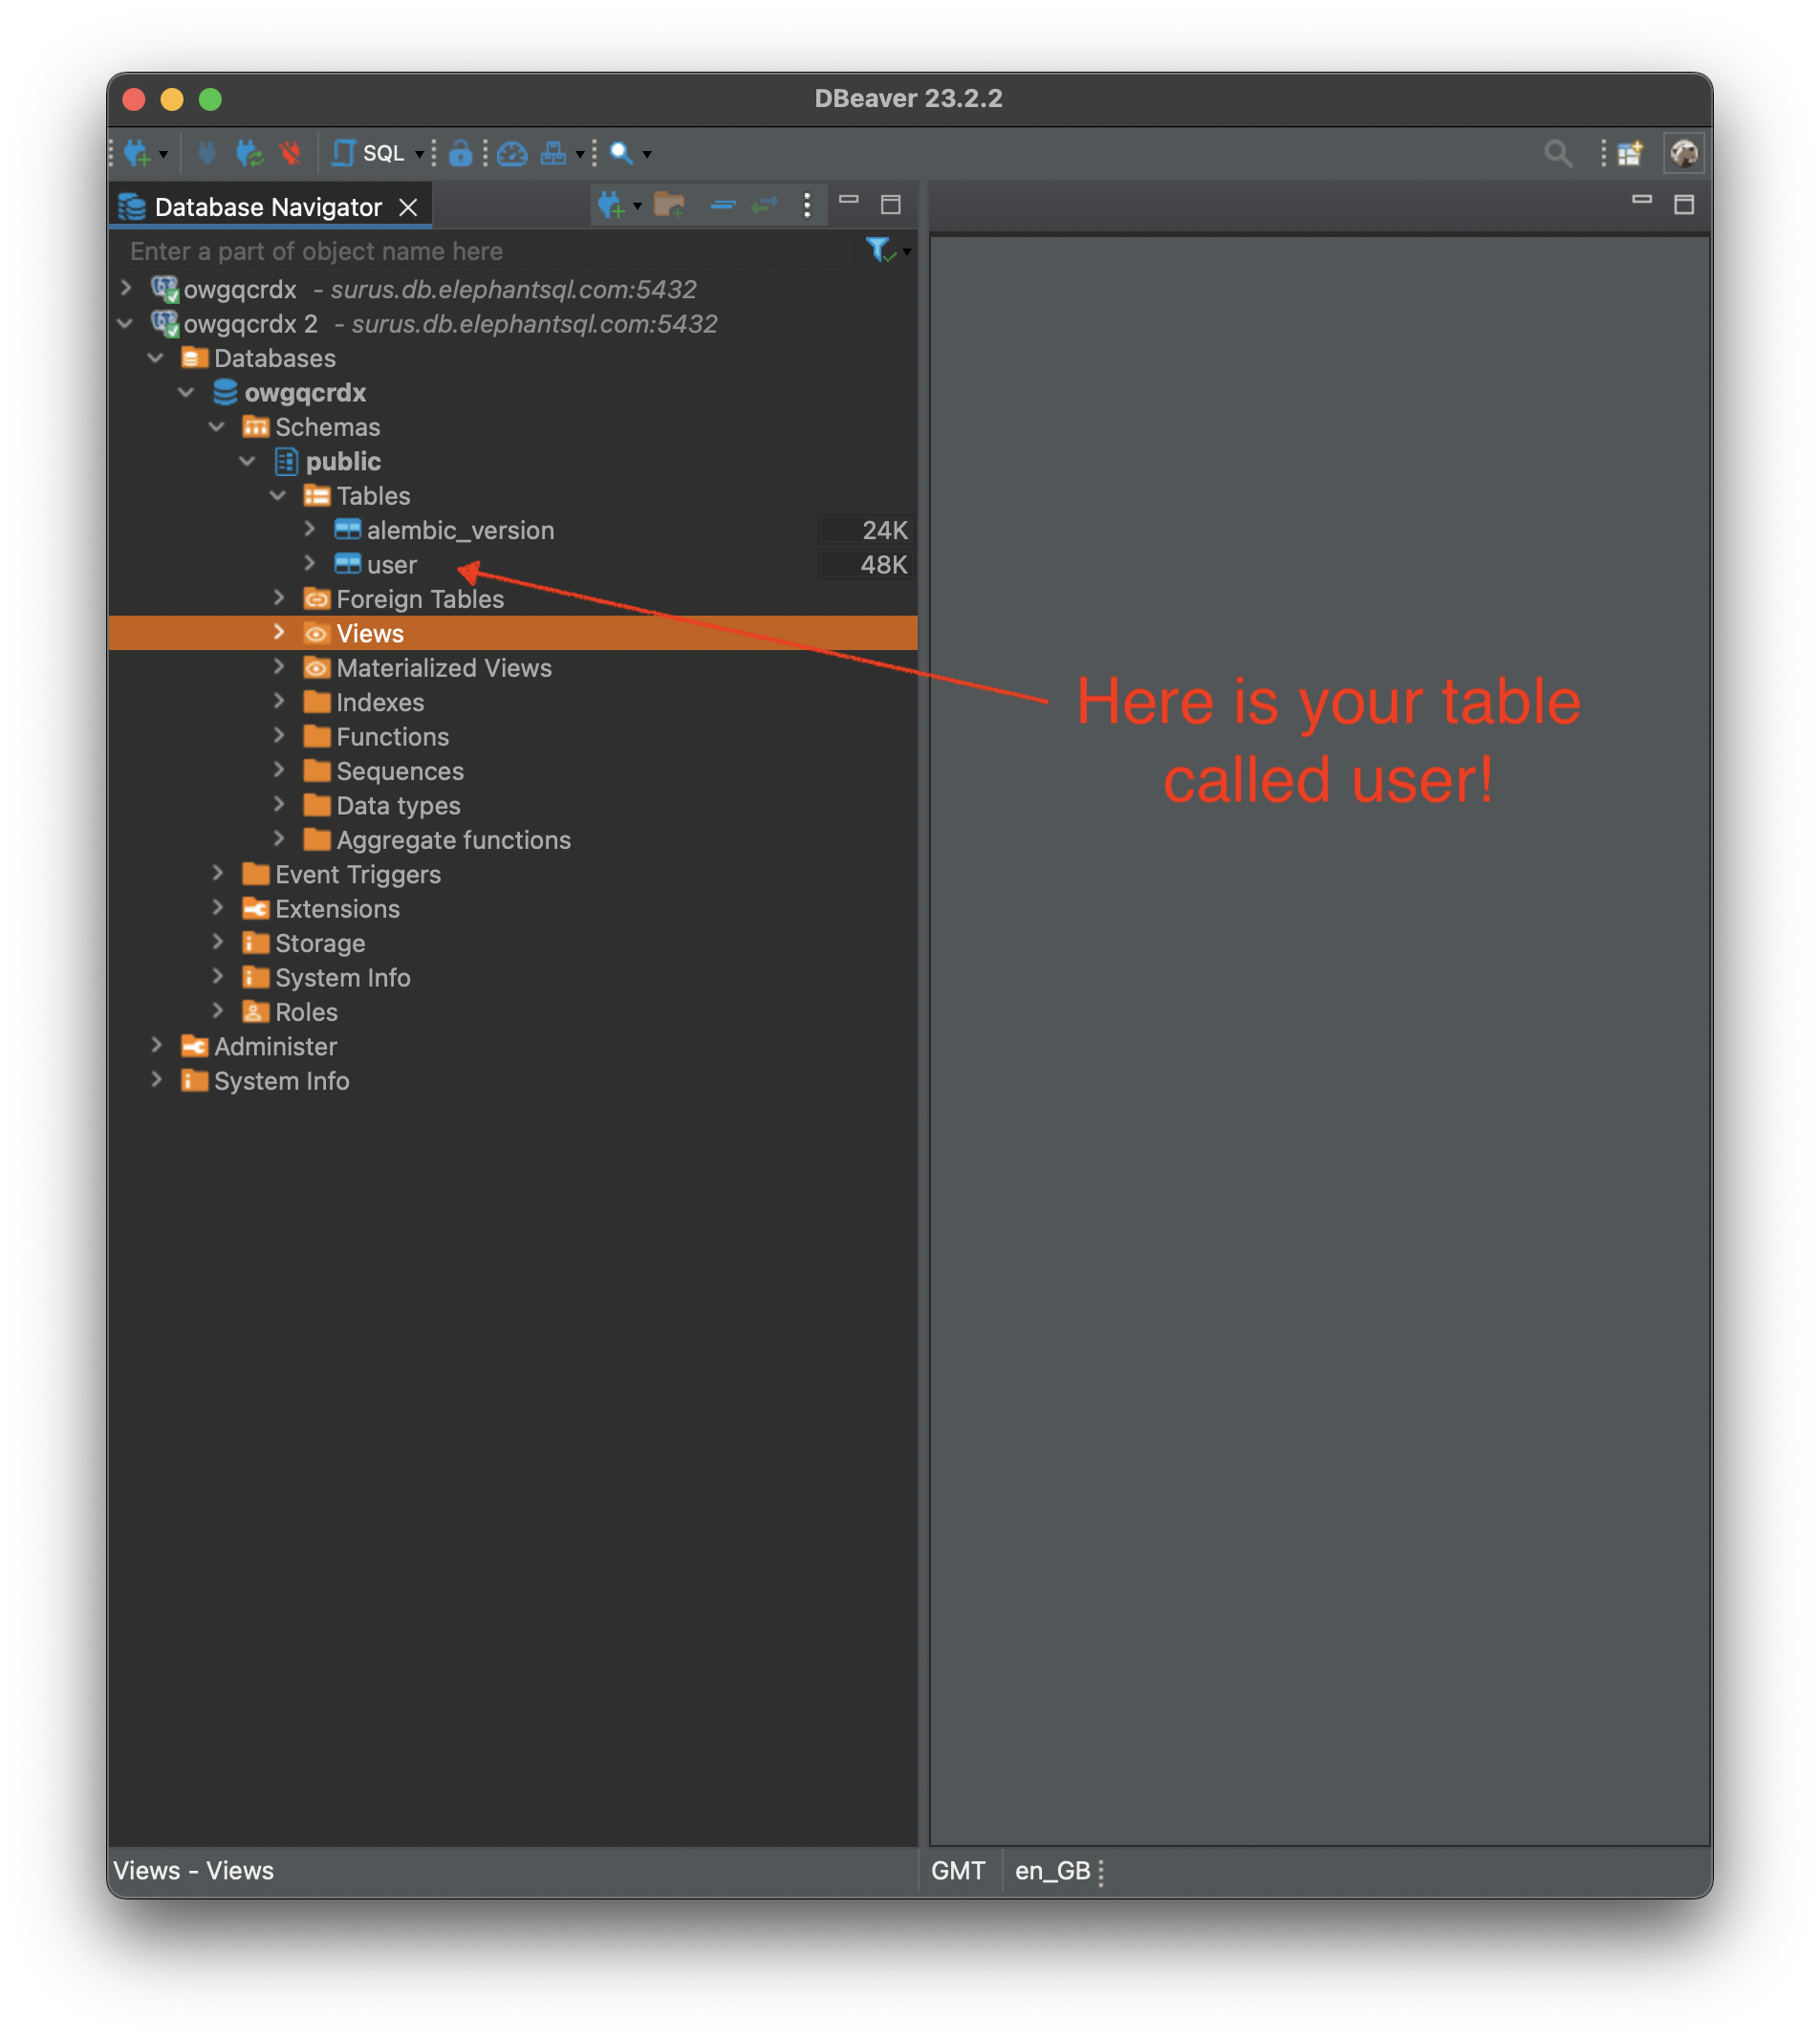 DBeaver 23.2.2
SQL
Database Navigator
Enter a part of object name here
owgqcrdx - surus.db.elephantsql.com:5432
owgqcrdx 2 - surus.db.elephantsql.com:5432
Databases
owgqcrdx
Schemas
public
Tables
alembic_version 24K
user 48K
Foreign Tables
Views
Materialized Views
Indexes
Functions
Sequences
Data types
Aggregate functions
Event Triggers
Extensions
Storage
System Info
Roles
Administer
System Info
Here is your table
called user!
Views - Views
GMT
en_GB